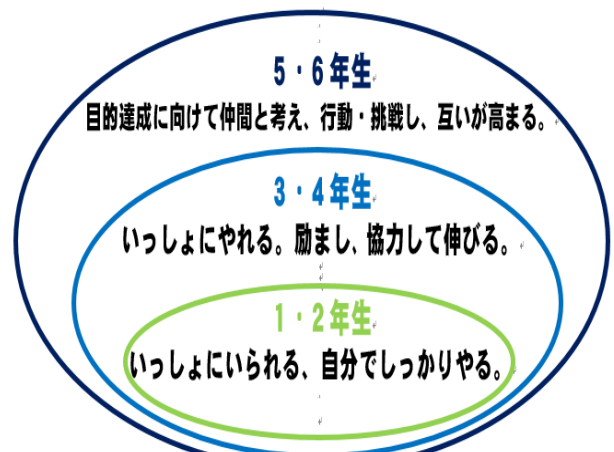 5・6年生
目的達成に向けて仲間と考え、行動・挑戦し、互いが高まる。
3・4年生
いっしょにやれる。励まし、協力して伸びる。
1・2年生
いっしょにいられる、自分でしっかりやる。